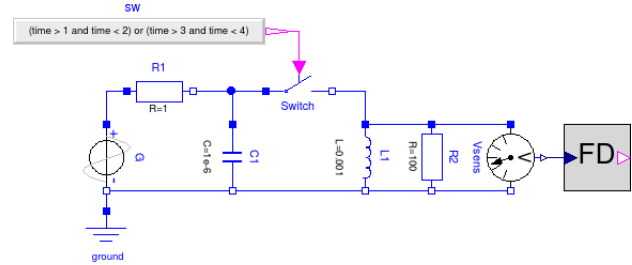 sw
(time > 1 and time < 2) or (time > 3 and time < 4)
R1
R=1
Switch
+
G
-
C=1e-6
C1
L=0.001
L1
R=100
R2
Vsens
V
FD
ground